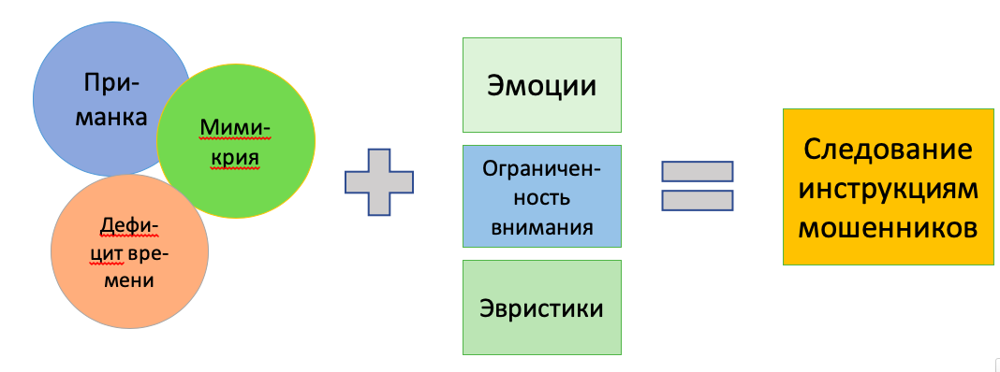 При-
манка
Мими-
крия
Дефи-
цит вре-
мени
Эмоции
Ограничен-
ность
внимания
Эвристики
Следование
инструкциям
мошенников